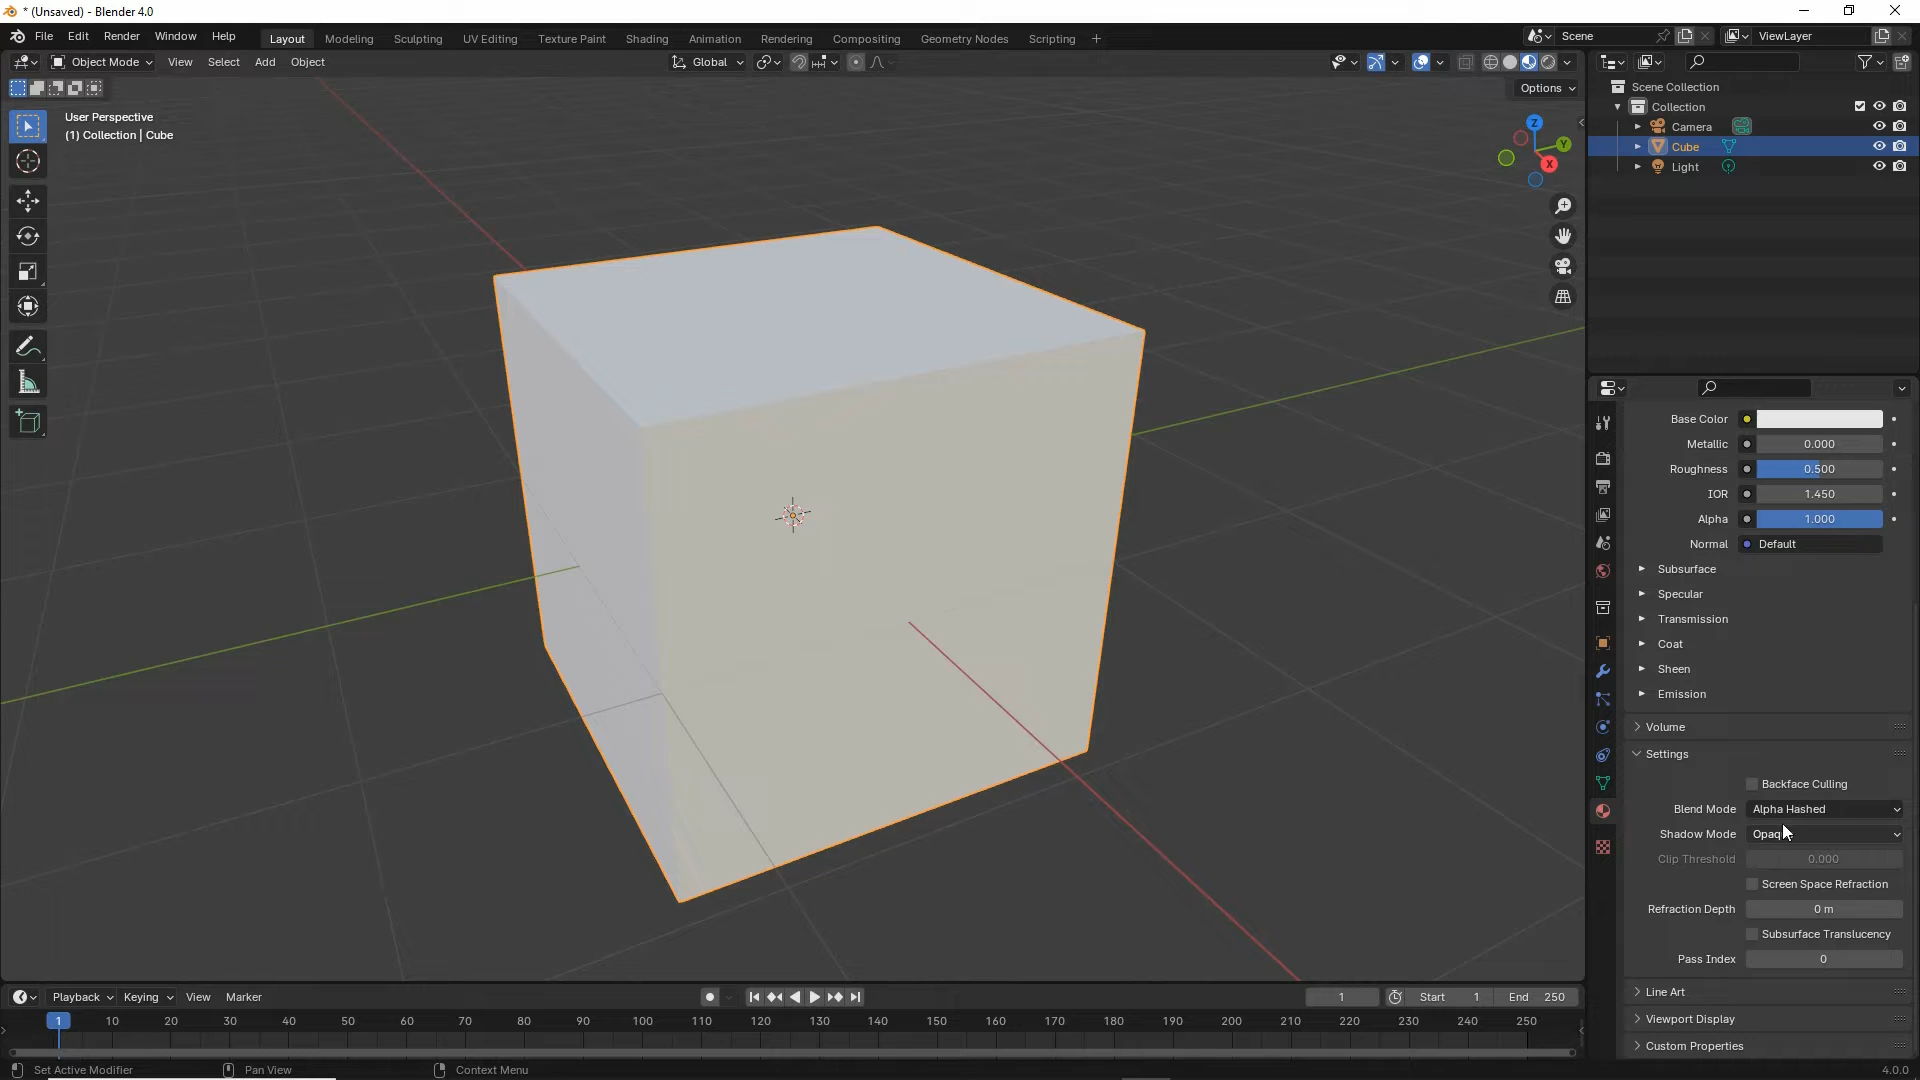 * (Unsaved) - Blender 4.0
File Edit Render Window Help
Layout Modeling Sculpting UV Editing Texture Paint Shading Animation Rendering Compositing Geometry Nodes Scripting +
Scene
ViewLayer
Object Mode View Select Add Object
Global
Options
User Perspective
(1) Collection | Cube
Z
Y
X
Scene Collection
Collection
Camera
Cube
Light
Base Color
Metallic 0.000
Roughness 0.500
IOR 1.450
Alpha 1.000
Normal Default
Subsurface
Specular
Transmission
Coat
Sheen
Emission
Volume
Settings
Backface Culling
Blend Mode Alpha Hashed
Shadow Mode
Clip Threshold 0.000
Screen Space Refraction
Refraction Depth 0 m
Subsurface Translucency
Pass Index 0
Line Art
Viewport Display
Custom Properties
Playback Keying View Marker
1 Start 1 End 250
1 10 20 30 40 50 60 70 80 90 100 110 120 130 140 150 160 170 180 190 200 210 220 230 240 250
Set Active Modifier Pan View Context Menu
4.0.0